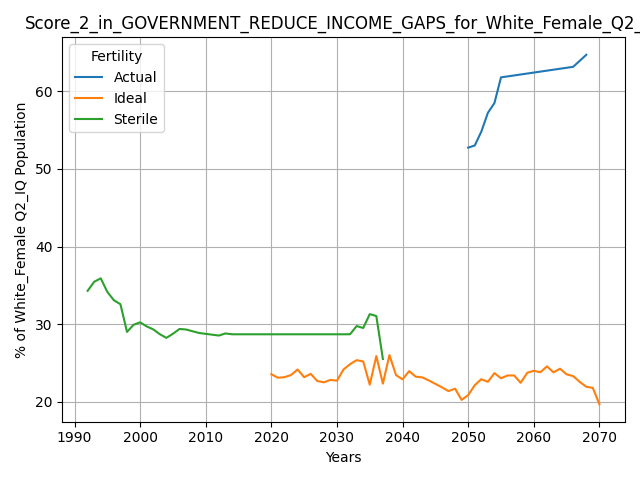 Score_2_in_GOVERNMENT_REDUCE_INCOME_GAPS_for_White_Female_Q2_
Fertility
Actual
Ideal
Sterile
% of White_Female Q2_IQ Population
60
50
40
30
20
1990 2000 2010 2020 2030 2040 2050 2060 2070
Years